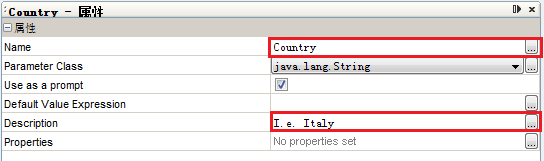 Country - 属性
属性
Name Country ...
Parameter Class java.lang.String ...
Use as a prompt
Default Value Expression ...
Description I.e. Italy ...
Properties No properties set ...